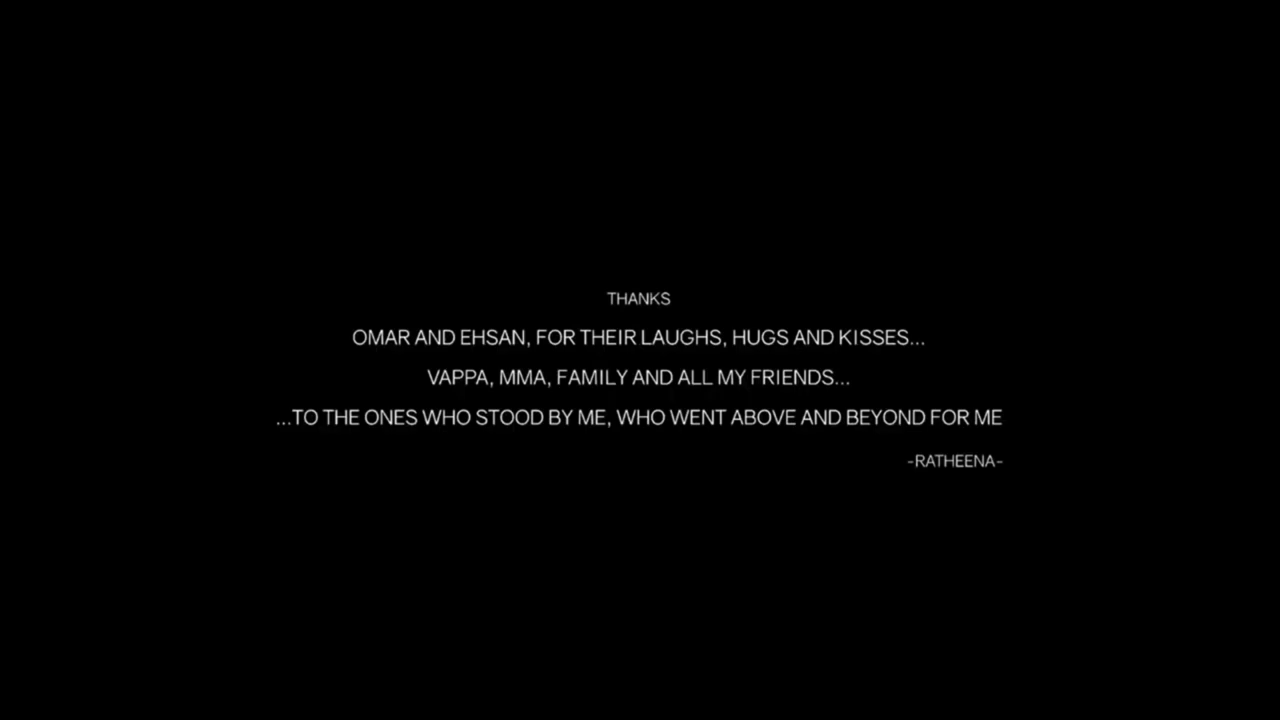 THANKS
OMAR AND EHSAN, FOR THEIR LAUGHS, HUGS AND KISSES...
VAPPA, MMA, FAMILY AND ALL MY FRIENDS...
...TO THE ONES WHO STOOD BY ME, WHO WENT ABOVE AND BEYOND FOR ME
-RATHEENA-